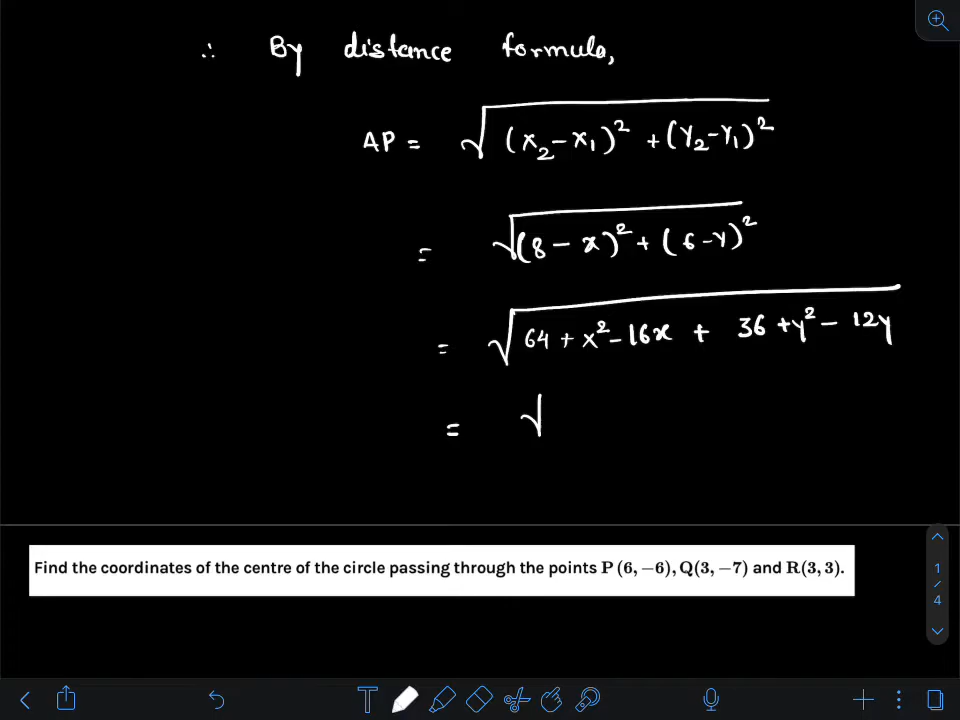 ∴ By distance formula,
AP = √(x₂ - x₁)² + (y₂ - y₁)²
= √(8 - x)² + (6 - y)²
= √64 + x² - 16x + 36 + y² - 12y
= √
Find the coordinates of the centre of the circle passing through the points P (6, −6), Q(3, −7) and R(3, 3).
1
/
4
T